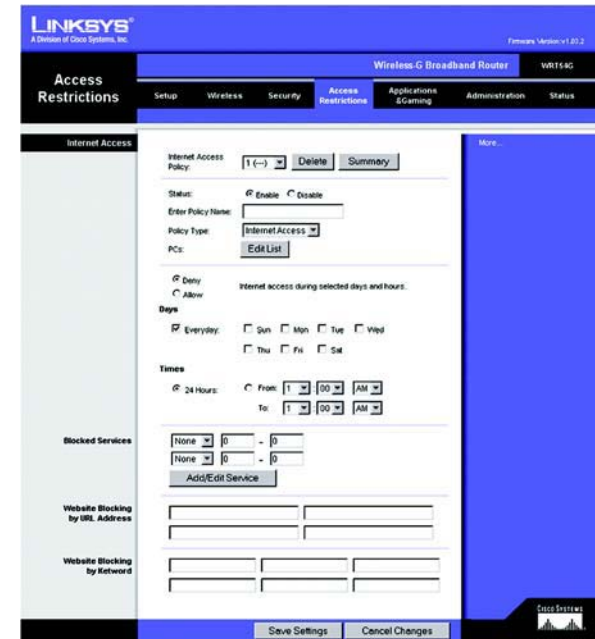 LINKSYS®
A Division of Cisco Systems, Inc.
Firmware Version: v1.03.2
Wireless-G Broadband Router WRT54G
Access Restrictions
Setup Wireless Security Access Restrictions Applications &Gaming Administration Status
Internet Access
More...
Internet Access Policy: 1 (---) Delete Summary
Status: Enable Disable
Enter Policy Name:
Policy Type: Internet Access
PCs: Edit List
Deny
Allow
Internet access during selected days and hours.
Days
Everyday. Sun Mon Tue Wed
Thu Fri Sat
Times
24 Hours: From: 1 : 00 AM
To: 1 : 00 AM
Blocked Services
None 0 - 0
None 0 - 0
Add/Edit Service
Website Blocking by URL Address
Website Blocking by Ketword
Save Settings Cancel Changes
CISCO SYSTEMS